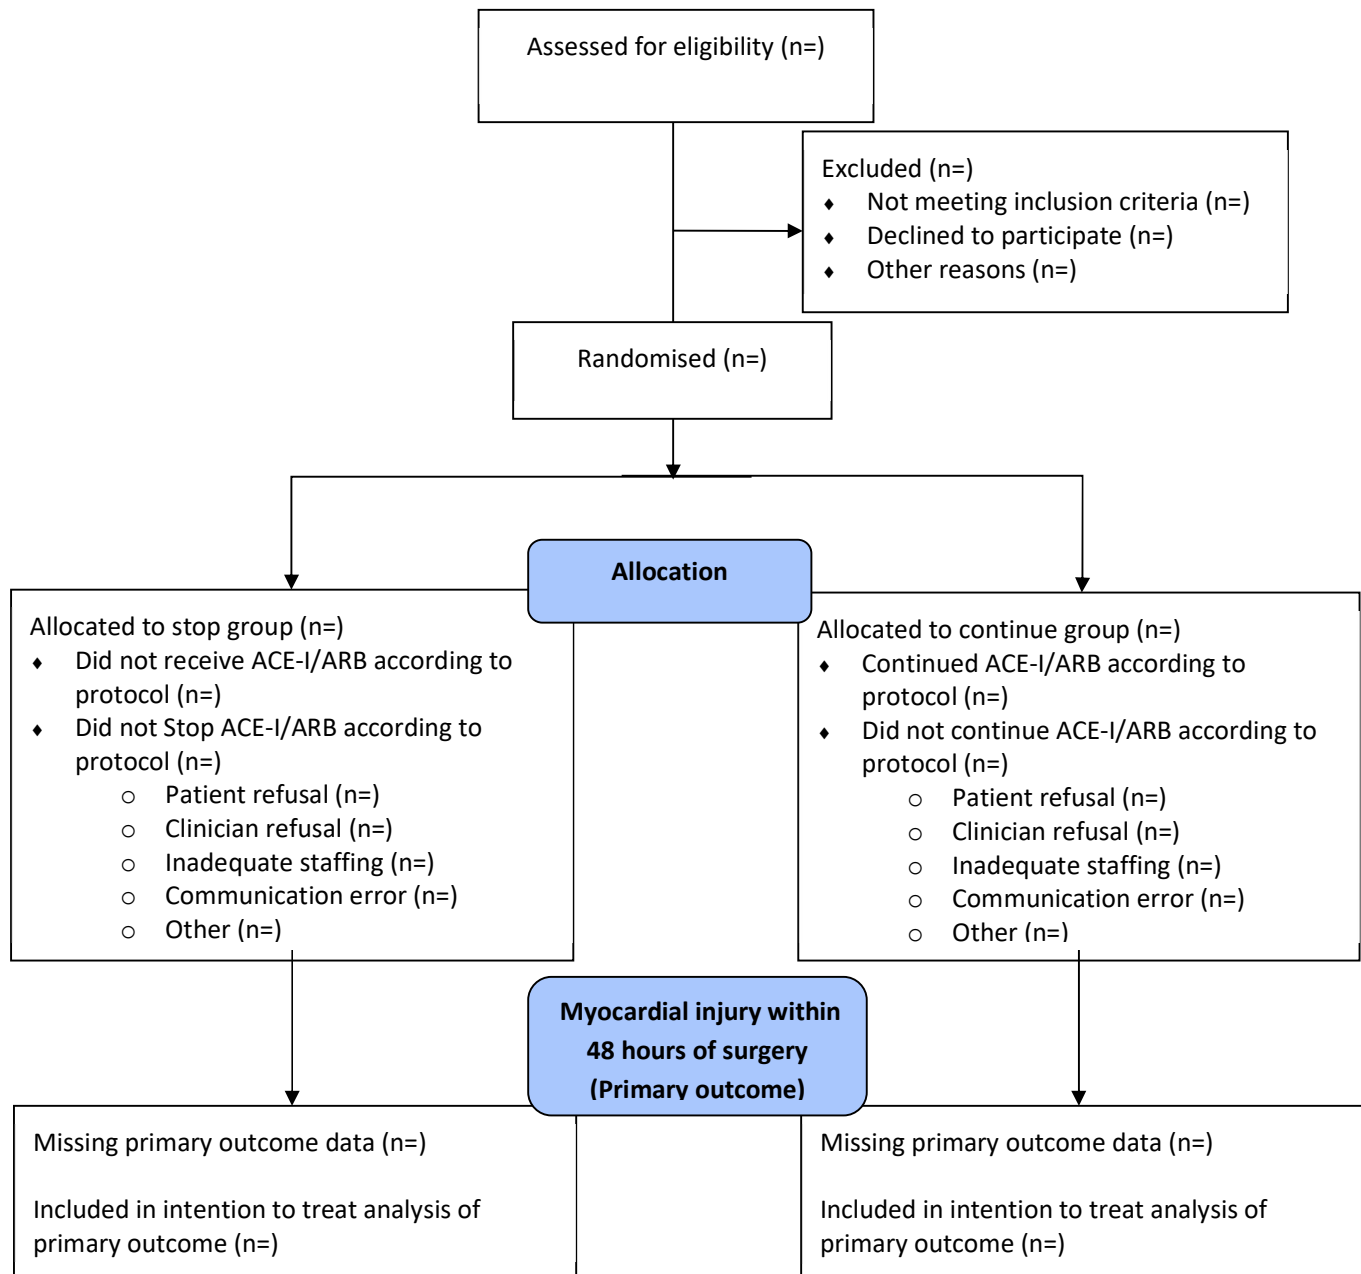 Assessed for eligibility (n=)
Excluded (n=)
♦ Not meeting inclusion criteria (n=)
♦ Declined to participate (n=)
♦ Other reasons (n=)
Randomised (n=)
Allocation
Allocated to stop group (n=)
♦ Did not receive ACE-I/ARB according to
protocol (n=)
♦ Did not Stop ACE-I/ARB according to
protocol (n=)
o Patient refusal (n=)
o Clinician refusal (n=)
o Inadequate staffing (n=)
o Communication error (n=)
o Other (n=)
Allocated to continue group (n=)
♦ Continued ACE-I/ARB according to
protocol (n=)
♦ Did not continue ACE-I/ARB according to
protocol (n=)
o Patient refusal (n=)
o Clinician refusal (n=)
o Inadequate staffing (n=)
o Communication error (n=)
o Other (n=)
Myocardial injury within
48 hours of surgery
(Primary outcome)
Missing primary outcome data (n=)
Included in intention to treat analysis of
primary outcome (n=)
Missing primary outcome data (n=)
Included in intention to treat analysis of
primary outcome (n=)